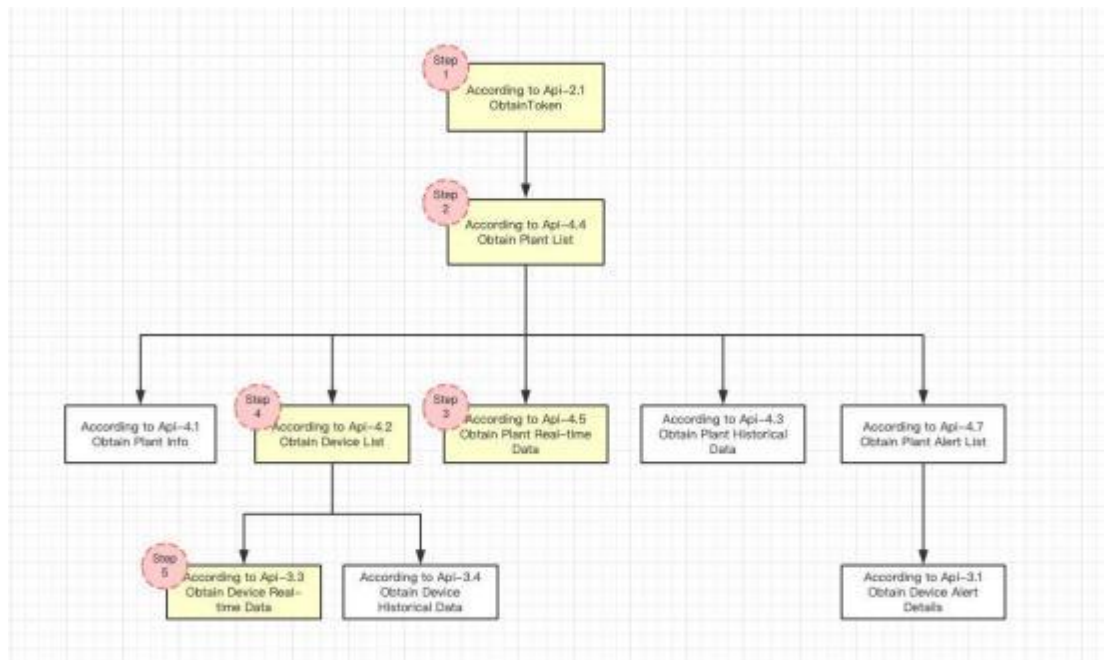 Step
1
According to Api-2.1
ObtainToken
Step
2
According to Api-4.4
Obtain Plant List
According to Api-4.1
Obtain Plant Info
Step
4
According to Api-4.2
Obtain Device List
Step
3
According to Api-4.5
Obtain Plant Real-time
Data
According to Api-4.3
Obtain Plant Historical
Data
According to Api-4.7
Obtain Plant Alert List
Step
5
According to Api-3.3
Obtain Device Real-
time Data
According to Api-3.4
Obtain Device
Historical Data
According to Api-3.1
Obtain Device Alert
Details